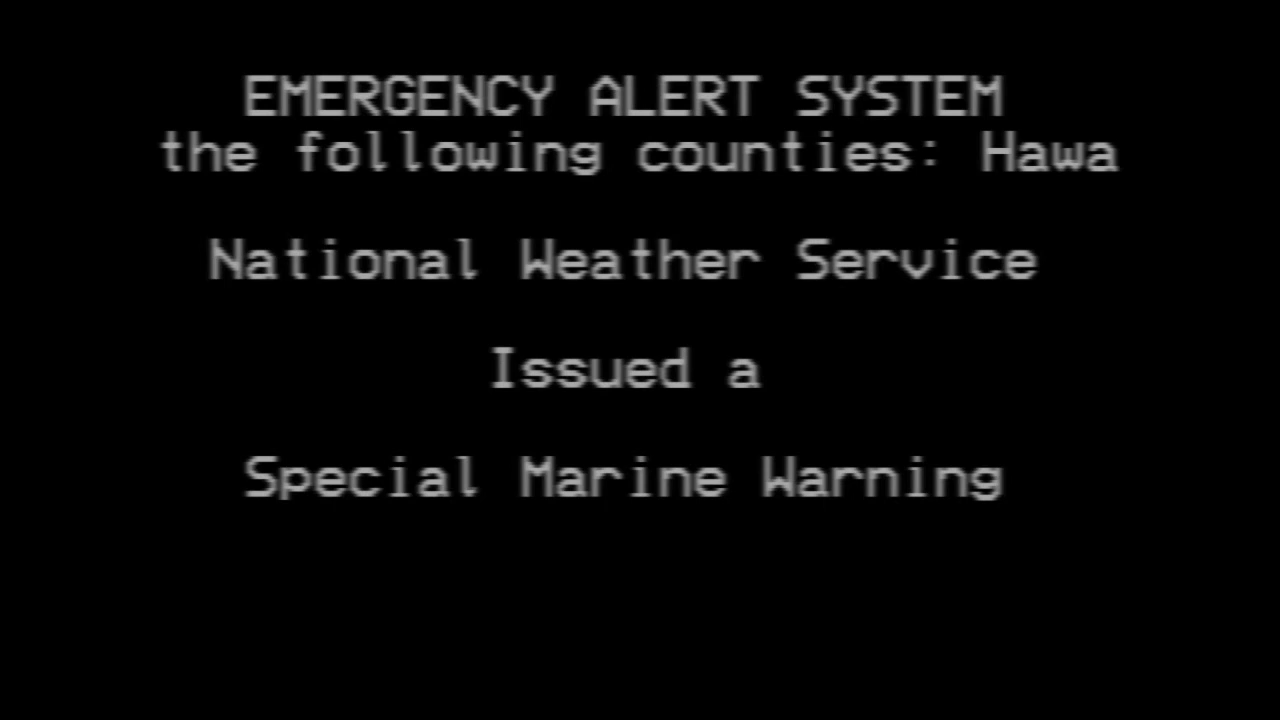 EMERGENCY ALERT SYSTEM
the following counties: Hawa
National Weather Service
Issued a
Special Marine Warning